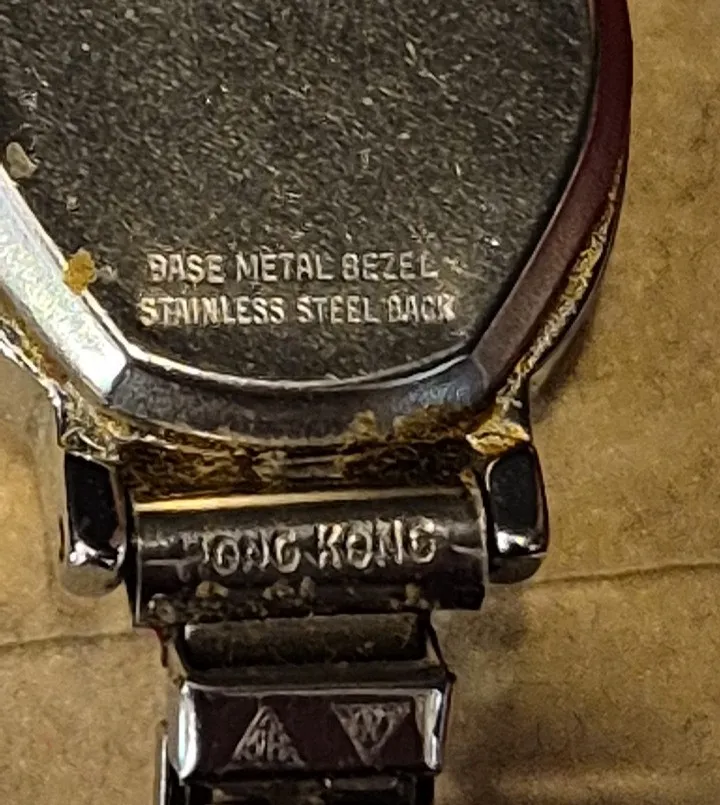 BASE METAL BEZEL
STAINLESS STEEL BACK
HONG KONG